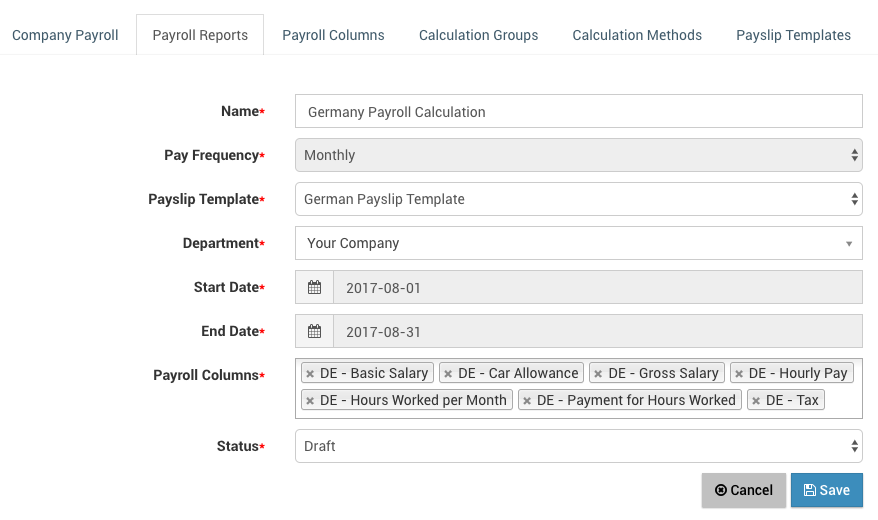 Company Payroll Payroll Reports Payroll Columns Calculation Groups Calculation Methods Payslip Templates
Name* Germany Payroll Calculation
Pay Frequency* Monthly
Payslip Template* German Payslip Template
Department* Your Company
Start Date* 2017-08-01
End Date* 2017-08-31
Payroll Columns* × DE - Basic Salary × DE - Car Allowance × DE - Gross Salary × DE - Hourly Pay
× DE - Hours Worked per Month × DE - Payment for Hours Worked × DE - Tax
Status* Draft
Cancel Save